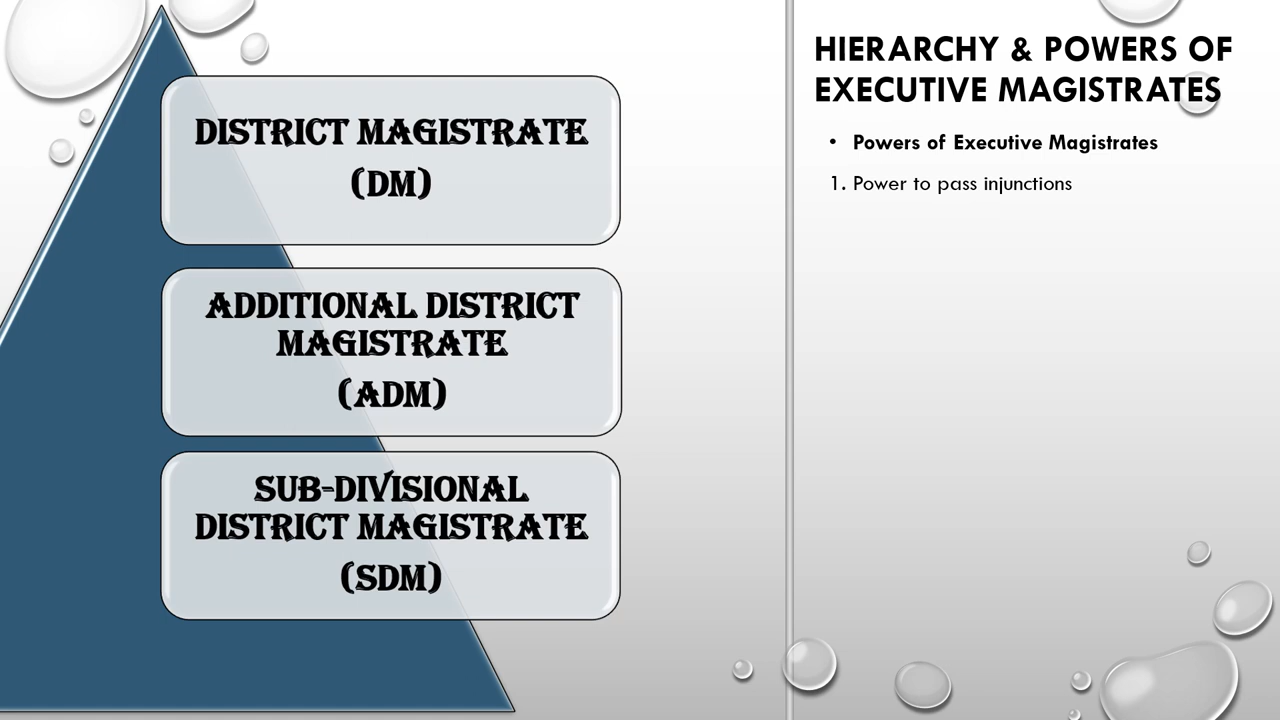 DISTRICT MAGISTRATE
(DM)
ADDITIONAL DISTRICT
MAGISTRATE
(ADM)
SUB-DIVISIONAL
DISTRICT MAGISTRATE
(SDM)
HIERARCHY & POWERS OF
EXECUTIVE MAGISTRATES
• Powers of Executive Magistrates
1. Power to pass injunctions